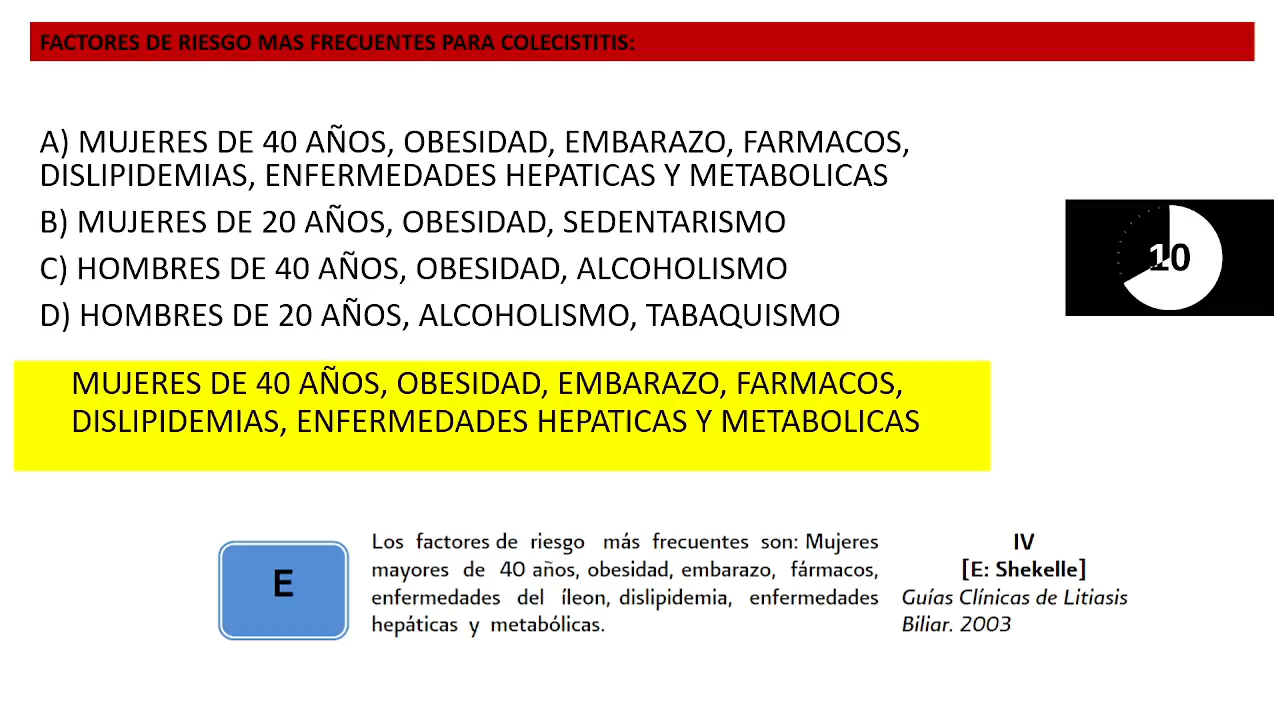 FACTORES DE RIESGO MAS FRECUENTES PARA COLECISTITIS:
A) MUJERES DE 40 AÑOS, OBESIDAD, EMBARAZO, FARMACOS,
DISLIPIDEMIAS, ENFERMEDADES HEPATICAS Y METABOLICAS
B) MUJERES DE 20 AÑOS, OBESIDAD, SEDENTARISMO
C) HOMBRES DE 40 AÑOS, OBESIDAD, ALCOHOLISMO
D) HOMBRES DE 20 AÑOS, ALCOHOLISMO, TABAQUISMO
10
MUJERES DE 40 AÑOS, OBESIDAD, EMBARAZO, FARMACOS,
DISLIPIDEMIAS, ENFERMEDADES HEPATICAS Y METABOLICAS
E
Los factores de riesgo más frecuentes son: Mujeres
mayores de 40 años, obesidad, embarazo, fármacos,
enfermedades del íleon, dislipidemia, enfermedades
hepáticas y metabólicas.
IV
[E: Shekelle]
Guías Clínicas de Litiasis
Biliar. 2003